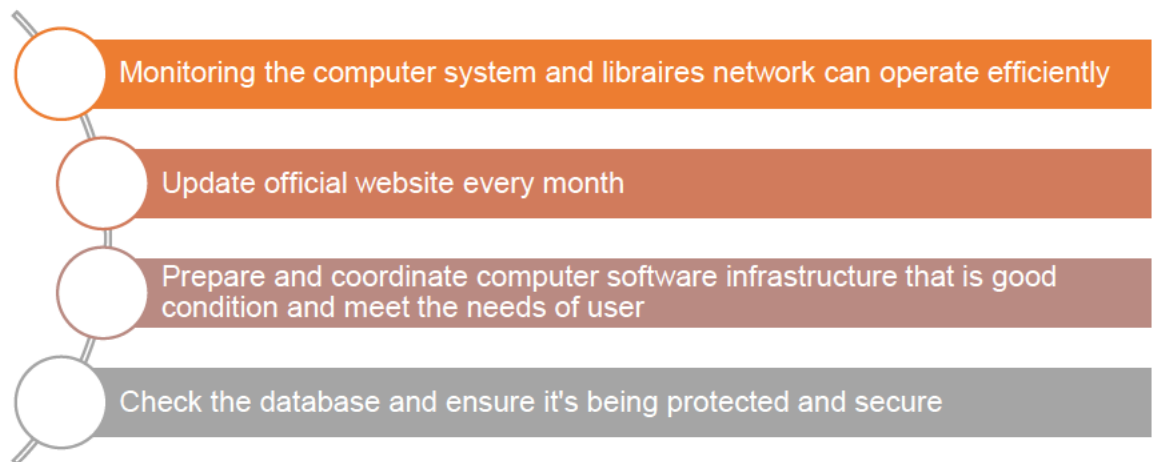 Monitoring the computer system and libraires network can operate efficiently
Update official website every month
Prepare and coordinate computer software infrastructure that is good
condition and meet the needs of user
Check the database and ensure it's being protected and secure